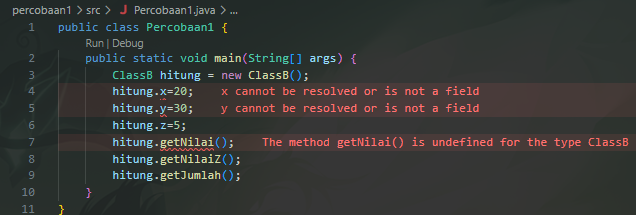 percobaan1 > src > J Percobaan1.java > ...
1 public class Percobaan1 {
Run | Debug
2 public static void main(String[] args) {
3 ClassB hitung = new ClassB();
4 hitung.x=20; x cannot be resolved or is not a field
5 hitung.y=30; y cannot be resolved or is not a field
6 hitung.z=5;
7 hitung.getNilai(); The method getNilai() is undefined for the type ClassB
8 hitung.getNilaiZ();
9 hitung.getJumlah();
10 }
11 }